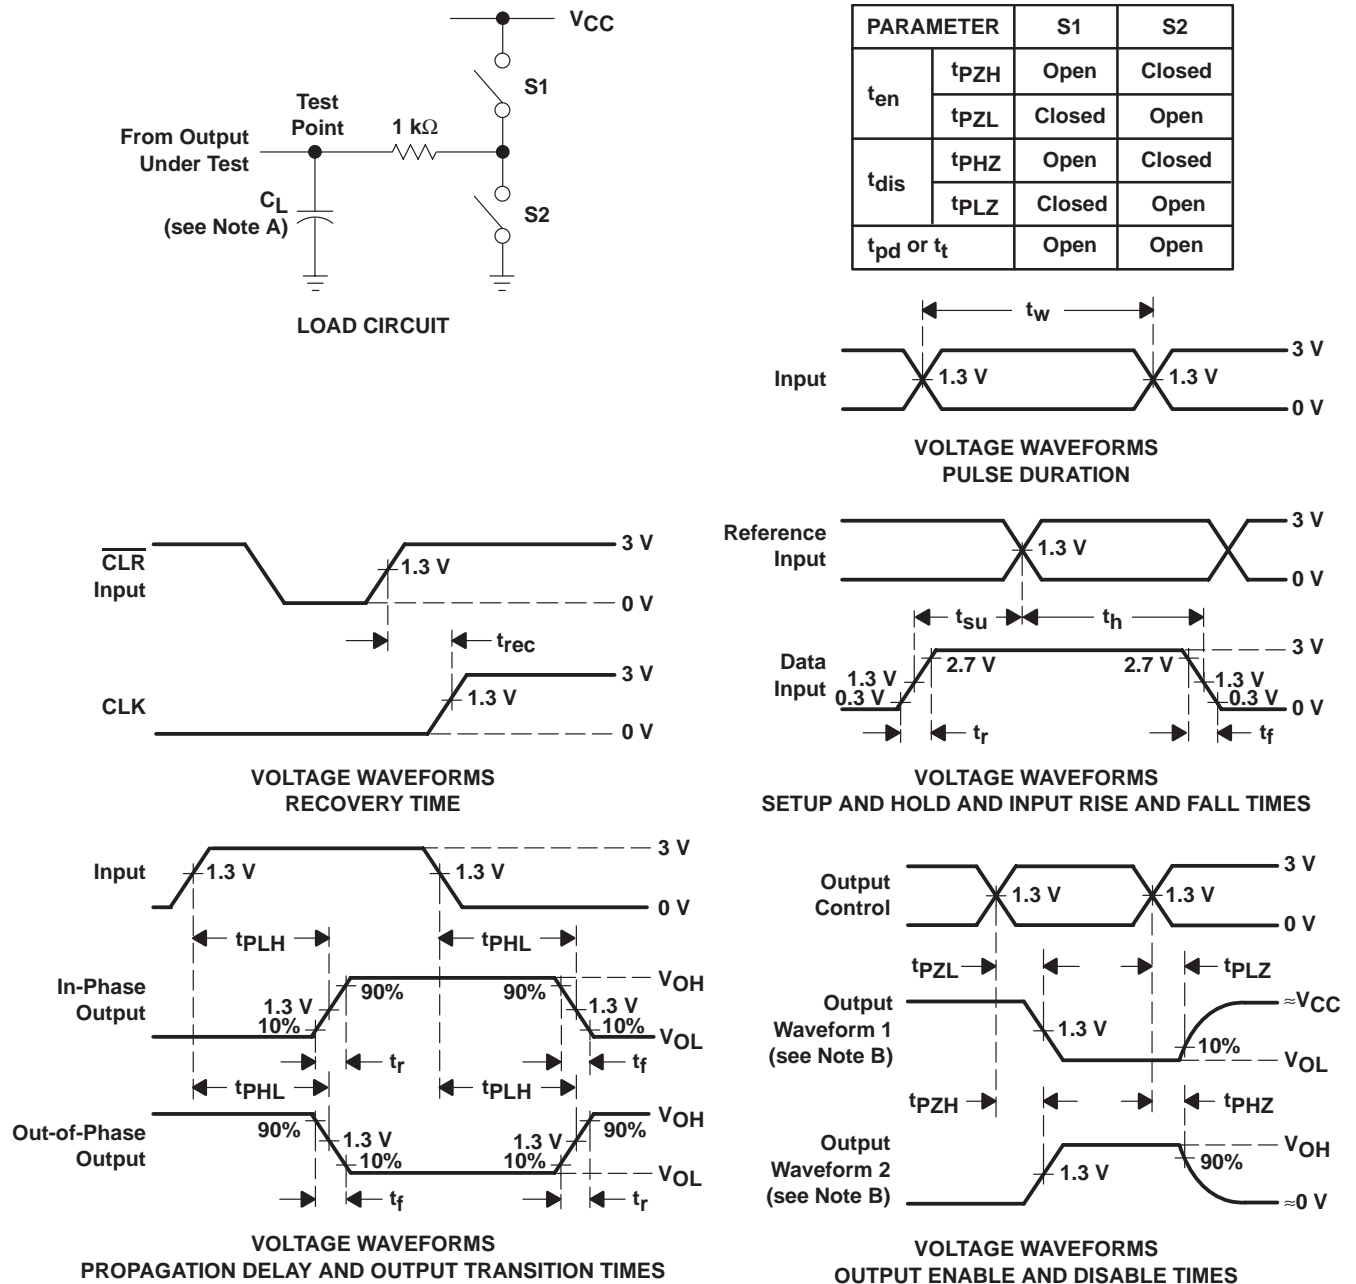 VCC
S1
Test
Point
1 kΩ
From Output
Under Test
CL
(see Note A)
S2
LOAD CIRCUIT
PARAMETER S1 S2
ten tPZH Open Closed
tPZL Closed Open
tdis tPHZ Open Closed
tPLZ Closed Open
tpd or tt Open Open
tw
Input
1.3 V
1.3 V
3 V
0 V
VOLTAGE WAVEFORMS
PULSE DURATION
CLR
Input
1.3 V
3 V
0 V
trec
CLK
1.3 V
3 V
0 V
VOLTAGE WAVEFORMS
RECOVERY TIME
Reference
Input
1.3 V
3 V
0 V
tsu
th
Data
Input
1.3 V
0.3 V
2.7 V
2.7 V
1.3 V
0.3 V
3 V
0 V
tr
tf
VOLTAGE WAVEFORMS
SETUP AND HOLD AND INPUT RISE AND FALL TIMES
Input
1.3 V
1.3 V
3 V
0 V
tPLH
tPHL
In-Phase
Output
1.3 V
10%
90%
90%
1.3 V
10%
VOH
VOL
tr
tf
tPHL
tPLH
Out-of-Phase
Output
90%
1.3 V
10%
1.3 V
10%
90%
VOH
VOL
tf
tr
VOLTAGE WAVEFORMS
PROPAGATION DELAY AND OUTPUT TRANSITION TIMES
Output
Control
1.3 V
1.3 V
3 V
0 V
tPZL
tPLZ
Output
Waveform 1
(see Note B)
1.3 V
10%
≈VCC
VOL
tPZH
tPHZ
Output
Waveform 2
(see Note B)
1.3 V
90%
VOH
≈0 V
VOLTAGE WAVEFORMS
OUTPUT ENABLE AND DISABLE TIMES